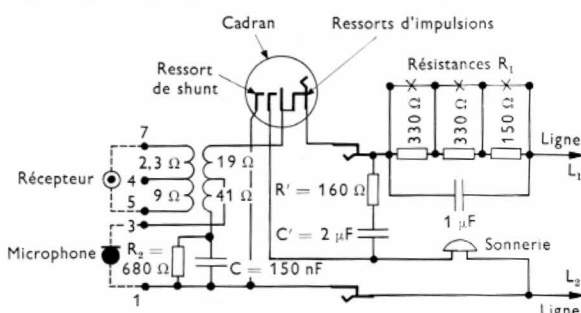 Cadran
Ressorts d'impulsions
Ressort
de shunt
Résistances R₁
330 Ω
330 Ω
150 Ω
Ligne
L₁
7
2,3 Ω
19 Ω
Récepteur
4
9 Ω
41 Ω
5
3
R' = 160 Ω
1 μF
C' = 2 μF
Sonnerie
Microphone
R₂ =
680 Ω
C = 150 nF
1
L₂
Ligne